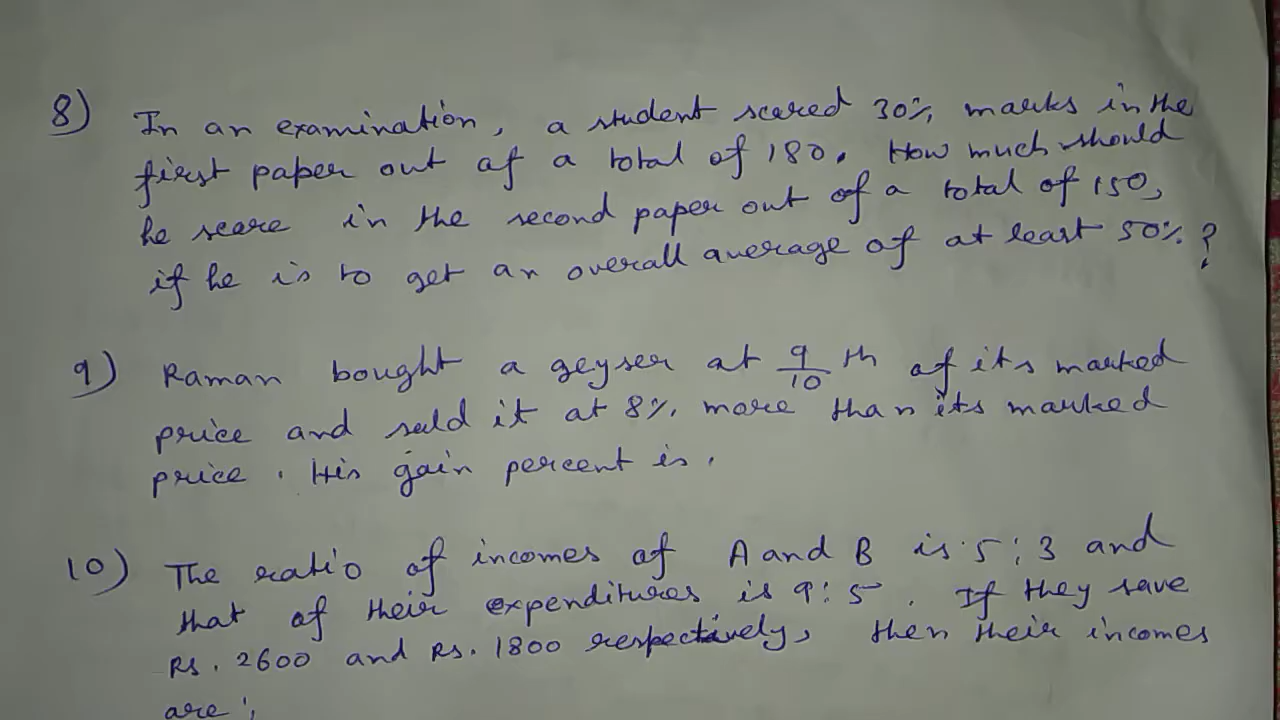 8) In an examination, a student scored 30% marks in the
first paper out of a total of 180. How much should
he score in the second paper out of a total of 150,
if he is to get an overall average of at least 50%?
9) Raman bought a geyser at 9/10 th of its marked
price and sold it at 8% more than its marked
price. His gain percent is.
10) The ratio of incomes of A and B is 5:3 and
that of their expenditures is 9:5. If they save
Rs. 2600 and Rs. 1800 respectively, then their incomes
are: